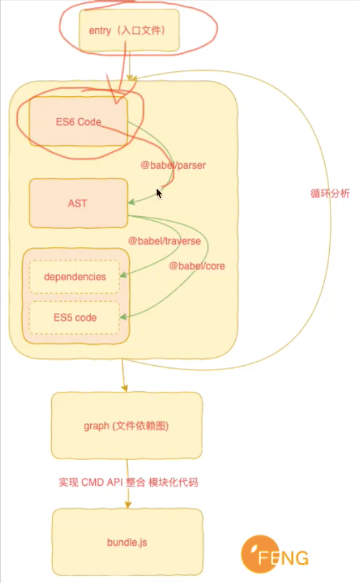 entry（入口文件）
ES6 Code
@babel/parser
循环分析
AST
@babel/traverse
@babel/core
dependencies
ES5 code
graph (文件依赖图)
实现 CMD API 整合 模块化代码
bundle.js
FENG